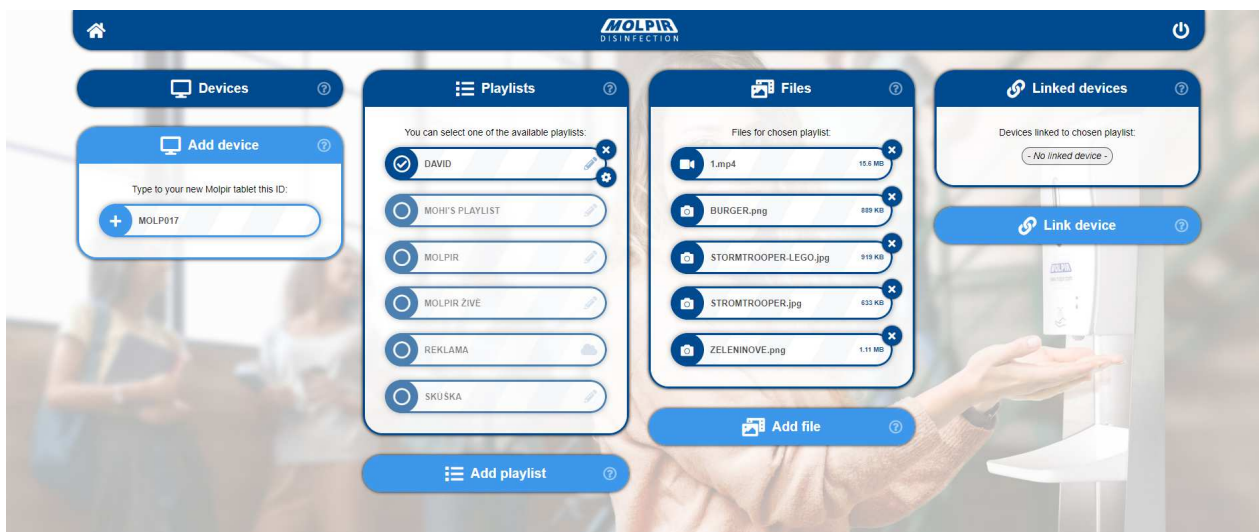 MOLPIR
DISINFECTION
Devices
Add device
Type to your new Molpir tablet this ID:
MOLP017
Playlists
You can select one of the available playlists:
DAVID
MOHI'S PLAYLIST
MOLPIR
MOLPIR ŽIVE
REKLAMA
SKUSKA
Add playlist
Files
Files for chosen playlist:
1.mp4 15.6 MB
BURGER.png 889 KB
STORMTROOPER-LEGO.jpg 919 KB
STROMTROOPER.jpg 633 KB
ZELENINOVE.png 1.11 MB
Add file
Linked devices
Devices linked to chosen playlist:
- No linked device -
Link device
MOLPIR